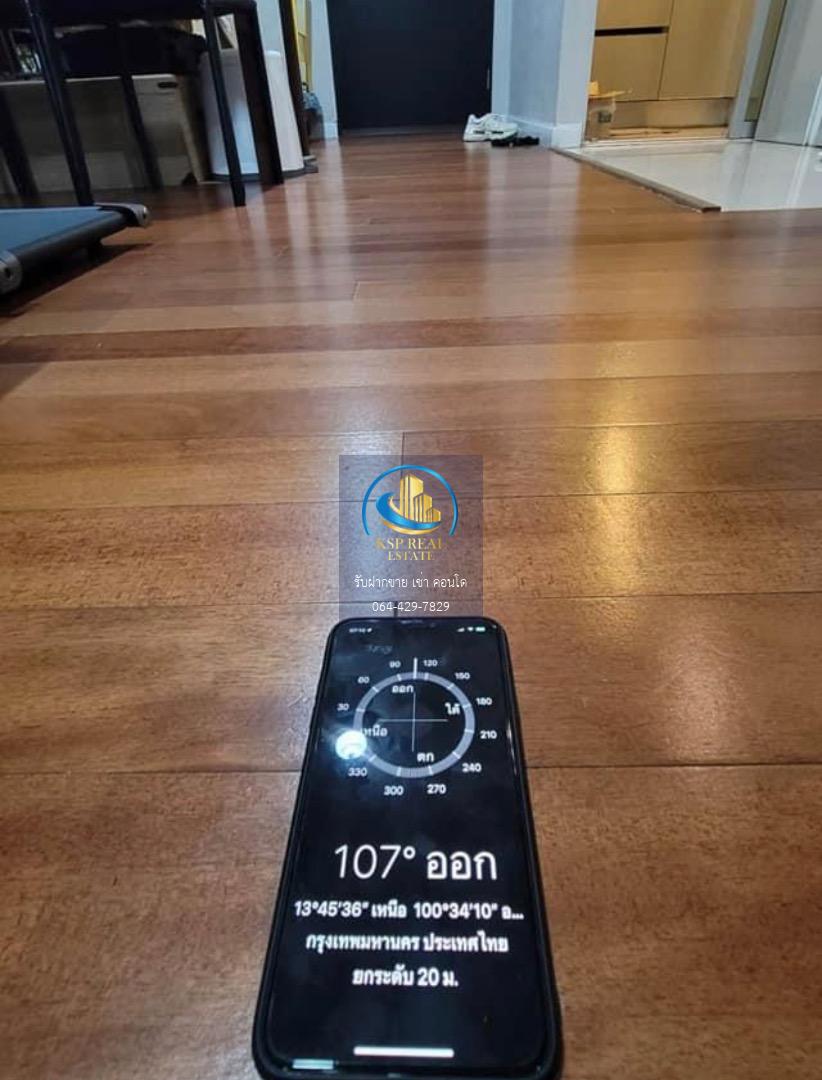 KSP REAL
ESTATE
รับฝากขาย เช่า คอนโด
064-429-7829
90
120
60
ออก
150
30
ใต้
180
เหนือ
210
330
ตก
240
300
270
107° ออก
13°45'36" เหนือ 100°34'10" อ...
กรุงเทพมหานคร ประเทศไทย
ยกระดับ 20 ม.